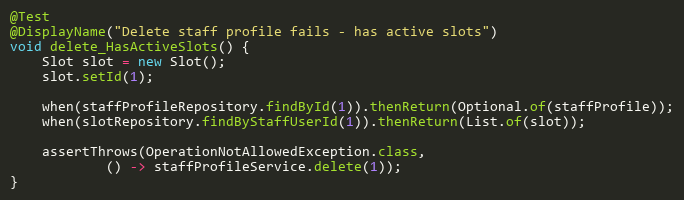 @Test
@DisplayName("Delete staff profile fails - has active slots")
void delete_HasActiveSlots() {
    Slot slot = new Slot();
    slot.setId(1);

    when(staffProfileRepository.findById(1)).thenReturn(Optional.of(staffProfile));
    when(slotRepository.findByStaffUserId(1)).thenReturn(List.of(slot));

    assertThrows(OperationNotAllowedException.class,
            () -> staffProfileService.delete(1));
}